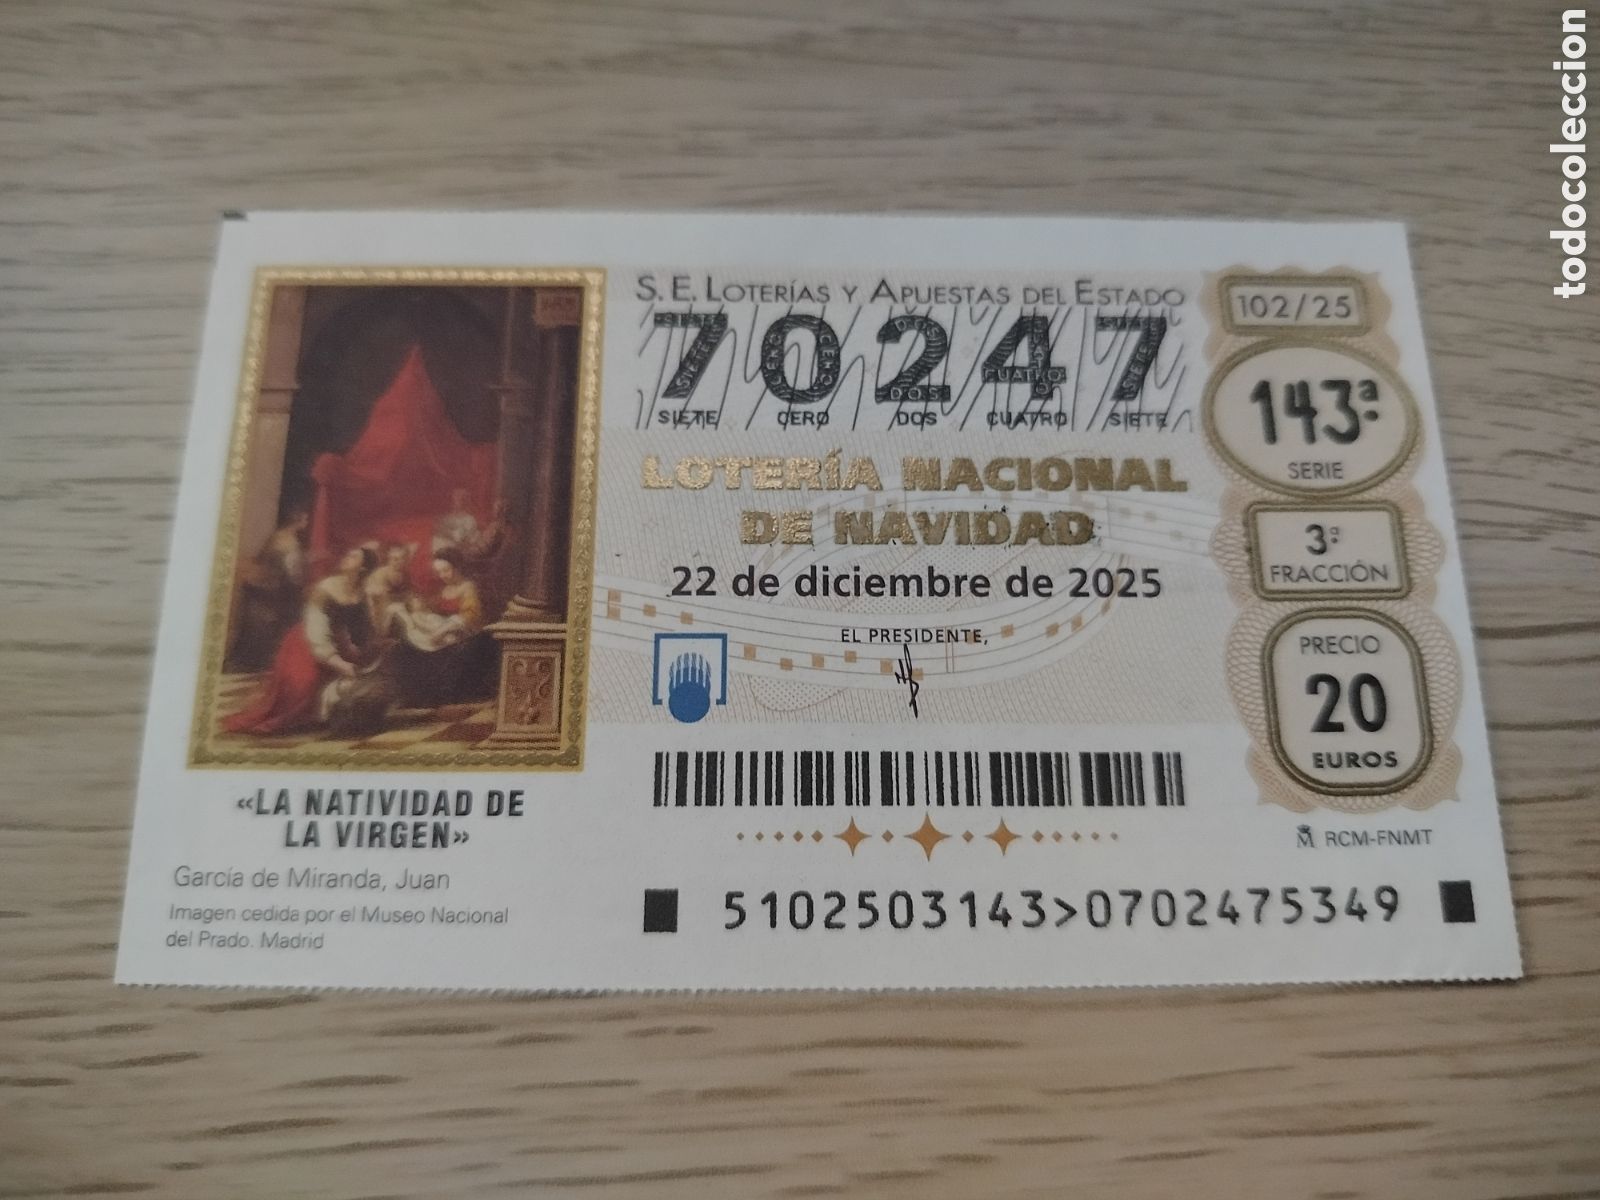 todocoleccion
S.E. LOTERÍAS Y APUESTAS DEL ESTADO
70247
SIETE CERO DOS CUATRO SIETE
LOTERÍA NACIONAL
DE NAVIDAD
22 de diciembre de 2025
EL PRESIDENTE,
102/25
143ª
SERIE
3ª
FRACCIÓN
PRECIO
20
EUROS
RCM-FNMT
«LA NATIVIDAD DE
LA VIRGEN»
García de Miranda, Juan
Imagen cedida por el Museo Nacional
del Prado. Madrid
5102503143>0702475349